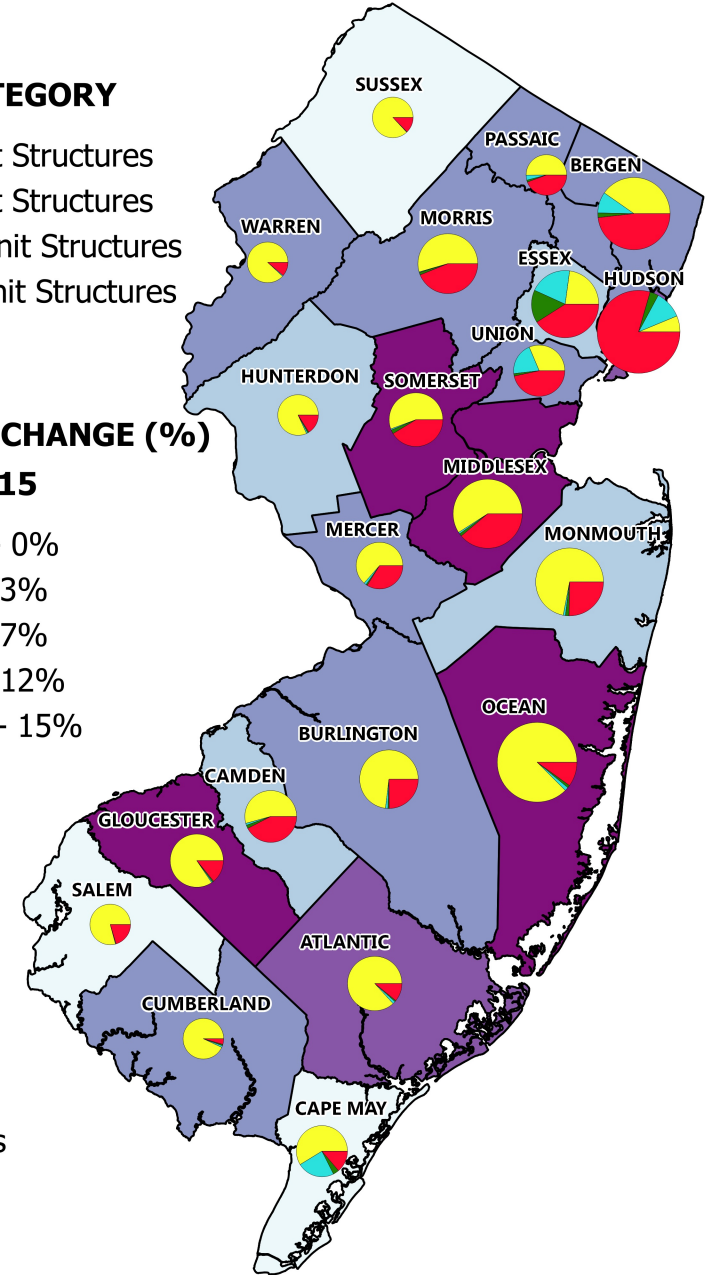 TEGORY
t Structures
t Structures
nit Structures
nit Structures
CHANGE (%)
15
0%
3%
7%
12%
- 15%
s
SUSSEX
PASSAIC
BERGEN
WARREN
MORRIS
ESSEX
HUDSON
UNION
HUNTERDON
SOMERSET
MIDDLESEX
MERCER
MONMOUTH
OCEAN
BURLINGTON
CAMDEN
GLOUCESTER
SALEM
ATLANTIC
CUMBERLAND
CAPE MAY